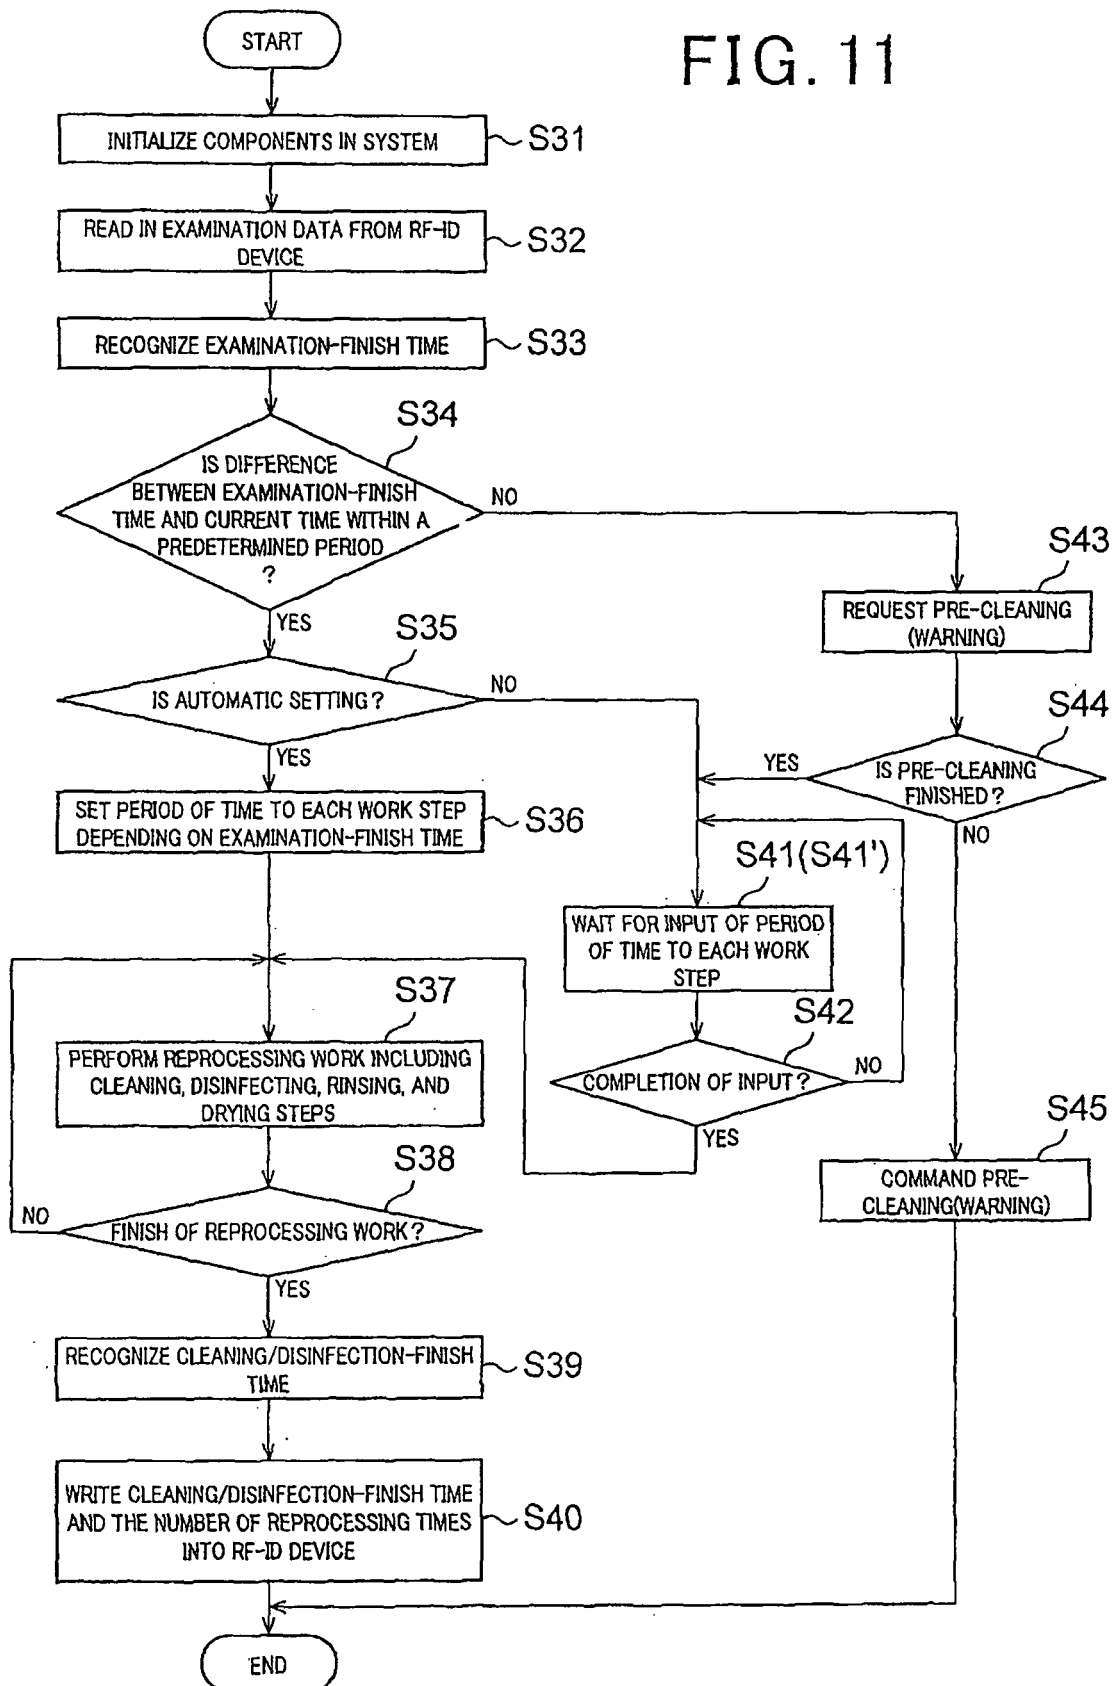 FIG. 11
START
INITIALIZE COMPONENTS IN SYSTEM
S31
READ IN EXAMINATION DATA FROM RF-ID
DEVICE
S32
RECOGNIZE EXAMINATION-FINISH TIME
S33
S34
IS DIFFERENCE
BETWEEN EXAMINATION-FINISH
TIME AND CURRENT TIME WITHIN A
PREDETERMINED PERIOD
?
NO
YES
S35
IS AUTOMATIC SETTING?
NO
YES
SET PERIOD OF TIME TO EACH WORK STEP
DEPENDING ON EXAMINATION-FINISH TIME
S36
S43
REQUEST PRE-CLEANING
(WARNING)
S44
IS PRE-CLEANING
FINISHED?
YES
NO
S41(S41')
WAIT FOR INPUT OF PERIOD
OF TIME TO EACH WORK
STEP
S42
COMPLETION OF INPUT?
NO
YES
S37
PERFORM REPROCESSING WORK INCLUDING
CLEANING, DISINFECTING, RINSING, AND
DRYING STEPS
S38
FINISH OF REPROCESSING WORK?
NO
YES
S45
COMMAND PRE-
CLEANING(WARNING)
RECOGNIZE CLEANING/DISINFECTION-FINISH
TIME
S39
WRITE CLEANING/DISINFECTION-FINISH TIME
AND THE NUMBER OF REPROCESSING TIMES
INTO RF-ID DEVICE
S40
END